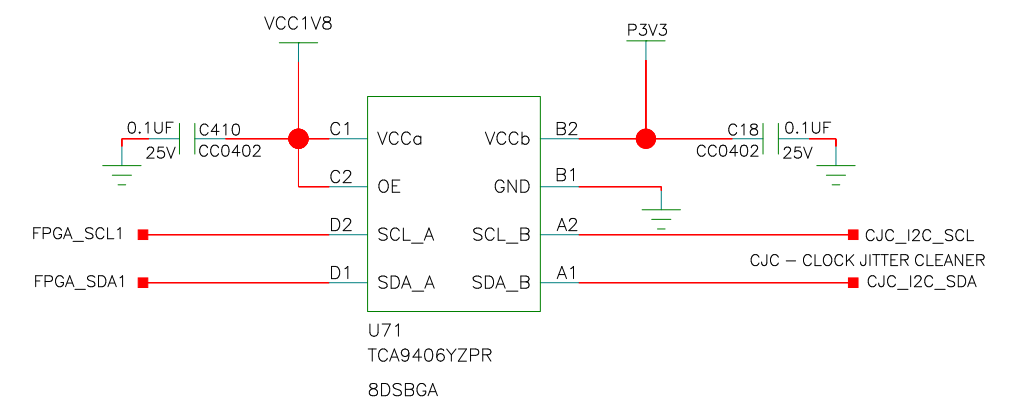 VCC1V8
P3V3
0.1UF
C410
C1
VCCa
VCCb
B2
C18
0.1UF
25V
CC0402
CC0402
25V
C2
OE
GND
B1
FPGA_SCL1
D2
SCL_A
SCL_B
A2
CJC_I2C_SCL
CJC – CLOCK JITTER CLEANER
FPGA_SDA1
D1
SDA_A
SDA_B
A1
CJC_I2C_SDA
U71
TCA9406YZPR
8DSBGA